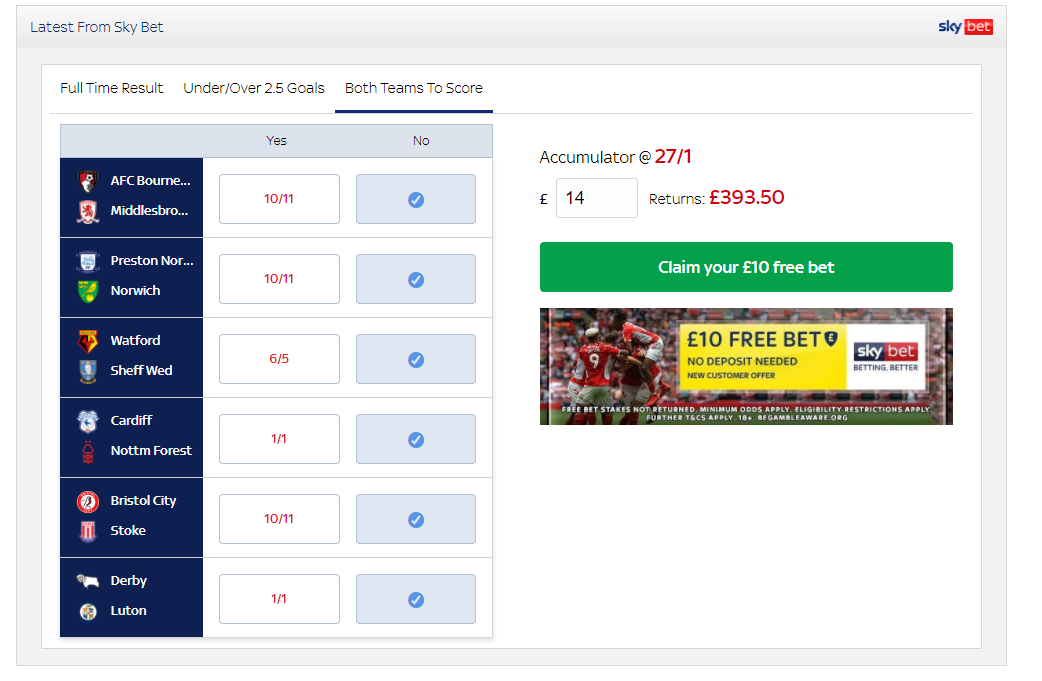 Latest From Sky Bet
sky bet
Full Time Result Under/Over 2.5 Goals Both Teams To Score
Yes No
AFC Bourne...
Middlesbro...
10/11
Preston Nor...
Norwich
10/11
Watford
Sheff Wed
6/5
Cardiff
Nottm Forest
1/1
Bristol City
Stoke
10/11
Derby
Luton
1/1
Accumulator @ 27/1
£ 14 Returns: £393.50
Claim your £10 free bet
£10 FREE BET
NO DEPOSIT NEEDED
NEW CUSTOMER OFFER
sky bet
BETTING, BETTER
9
FREE BET STAKES NOT RETURNED. MINIMUM ODDS APPLY. ELIGIBILITY RESTRICTIONS APPLY
FURTHER T&CS APPLY. 18+. BEGAMBLEAWARE.ORG